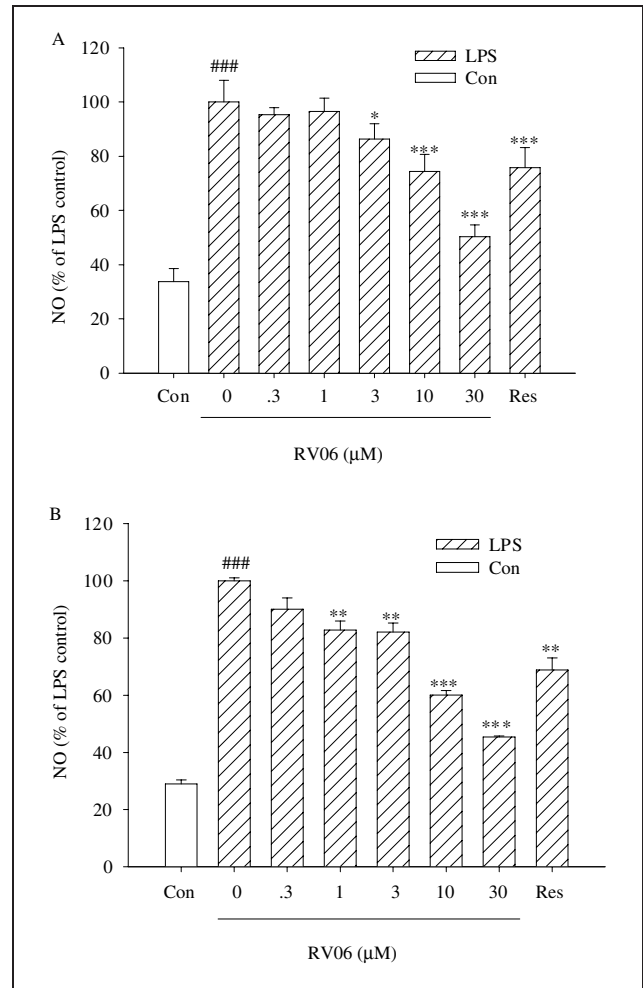 A
NO (% of LPS control)
120
100
80
60
40
20
0
###
*
***
***
***
LPS
Con
Con 0 .3 1 3 10 30 Res
RV06 (µM)
B
NO (% of LPS control)
120
100
80
60
40
20
0
###
**
**
***
***
**
LPS
Con
Con 0 .3 1 3 10 30 Res
RV06 (µM)